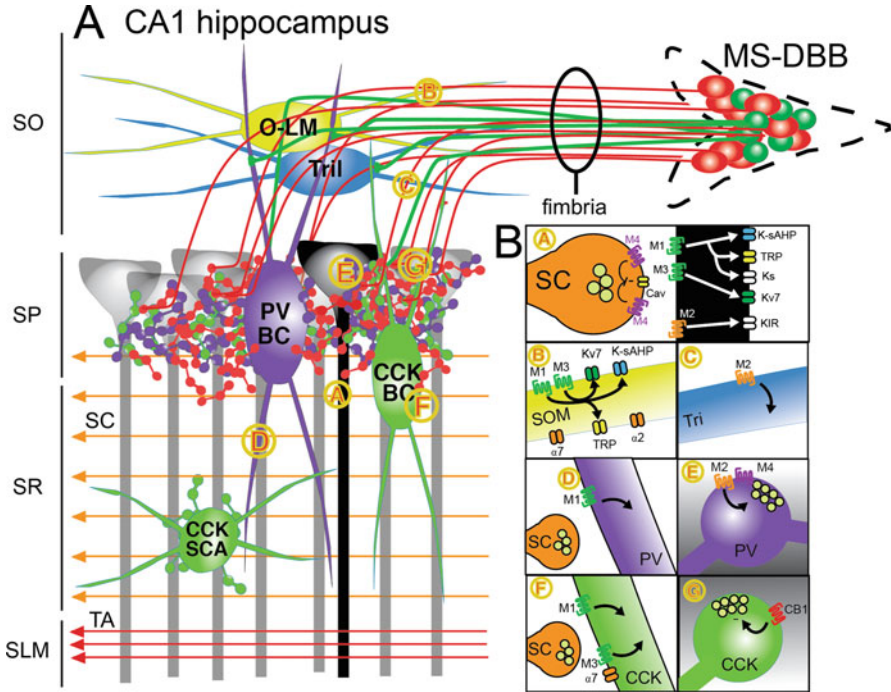 A CA1 hippocampus
MS-DBB
SO
B
O-LM
Tril
C
fimbria
SP
E
G
PV
BC
CCK
BC
A
F
SC
D
SR
CCK
SCA
TA
SLM
B
A
SC
M4
Cav
M4
M1
M3
M2
K-sAHP
TRP
Ks
Kv7
KIR
B
M1
M3
Kv7
K-sAHP
SOM
α7
TRP
α2
C
M2
Tri
D
M1
SC
PV
E
M2
M4
PV
F
M1
SC
M3
α7
CCK
G
CB1
CCK